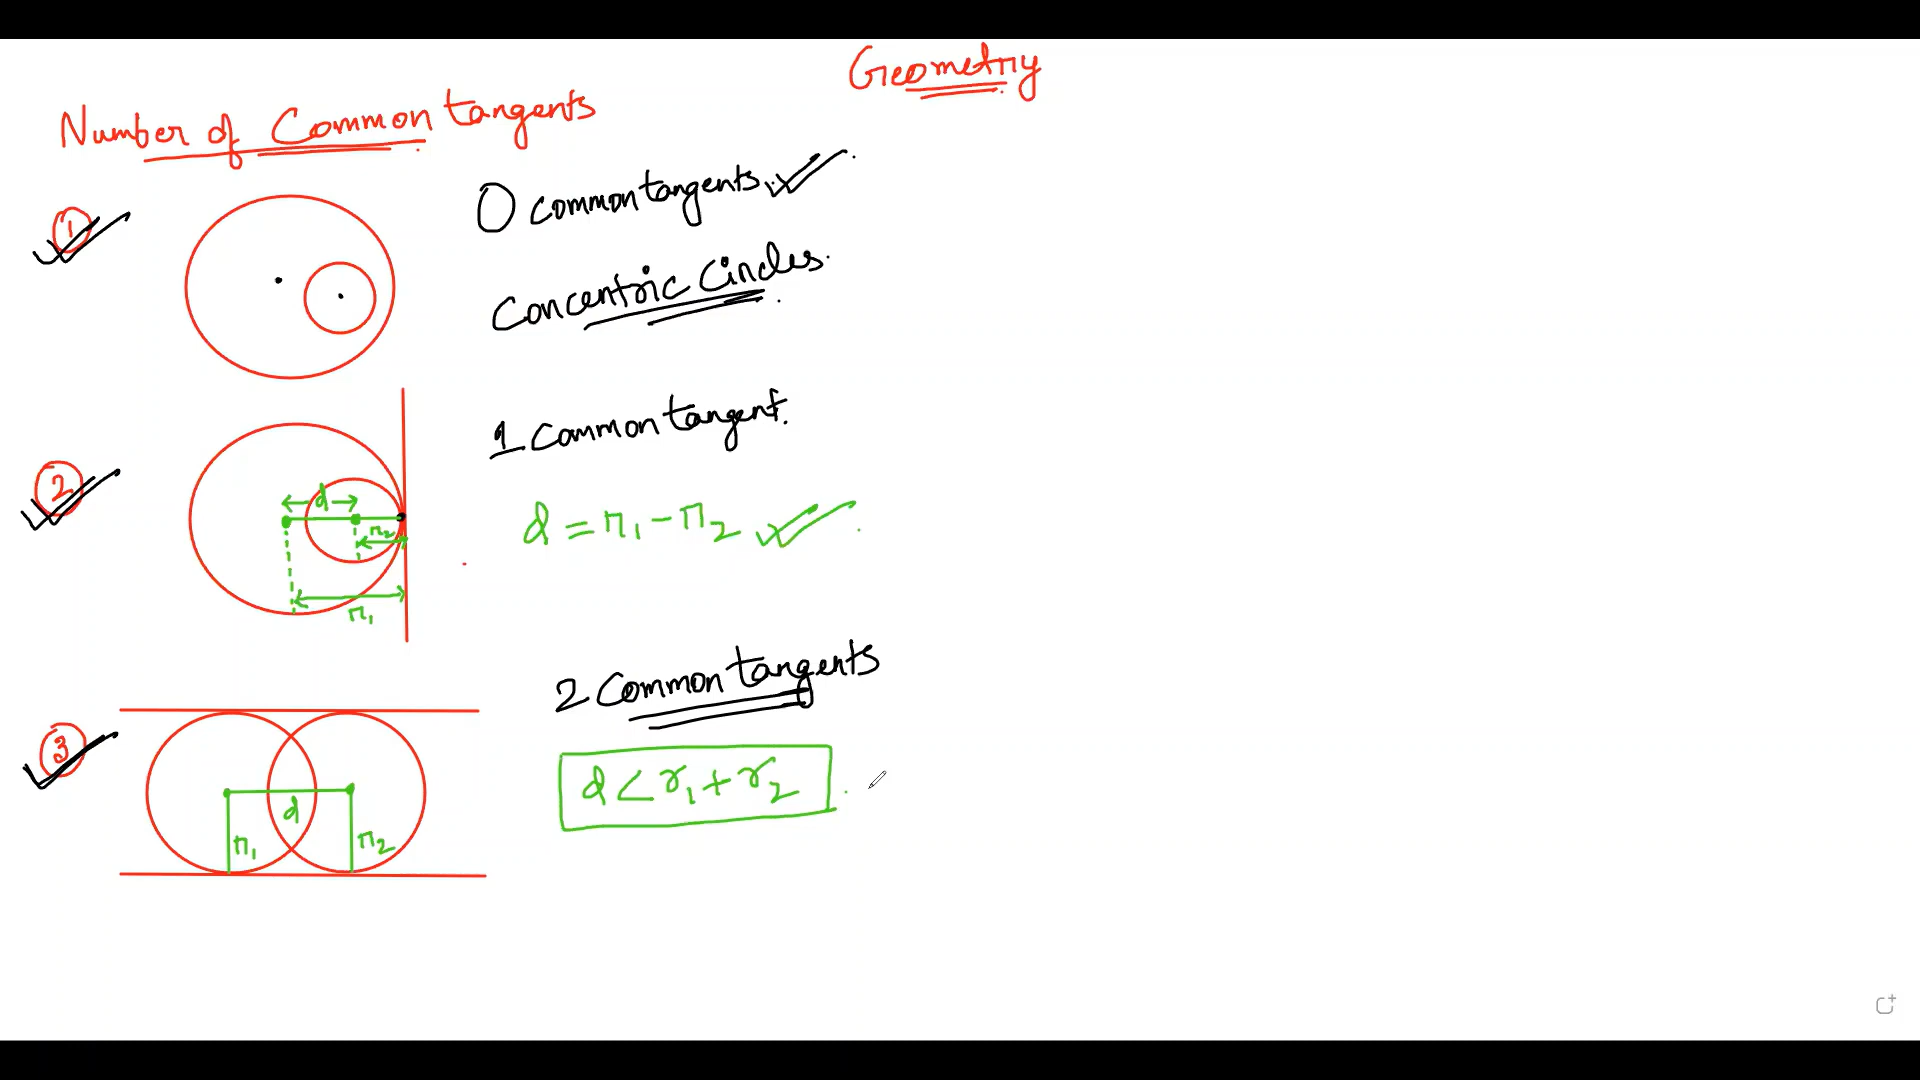 Geometry
Number of Common tangents
1
0 common tangents
Concentric Circles
1 Common tangent
2
d
r2
r1
d = r1 - r2
2 Common tangents
3
d < r1 + r2
d
r1
r2